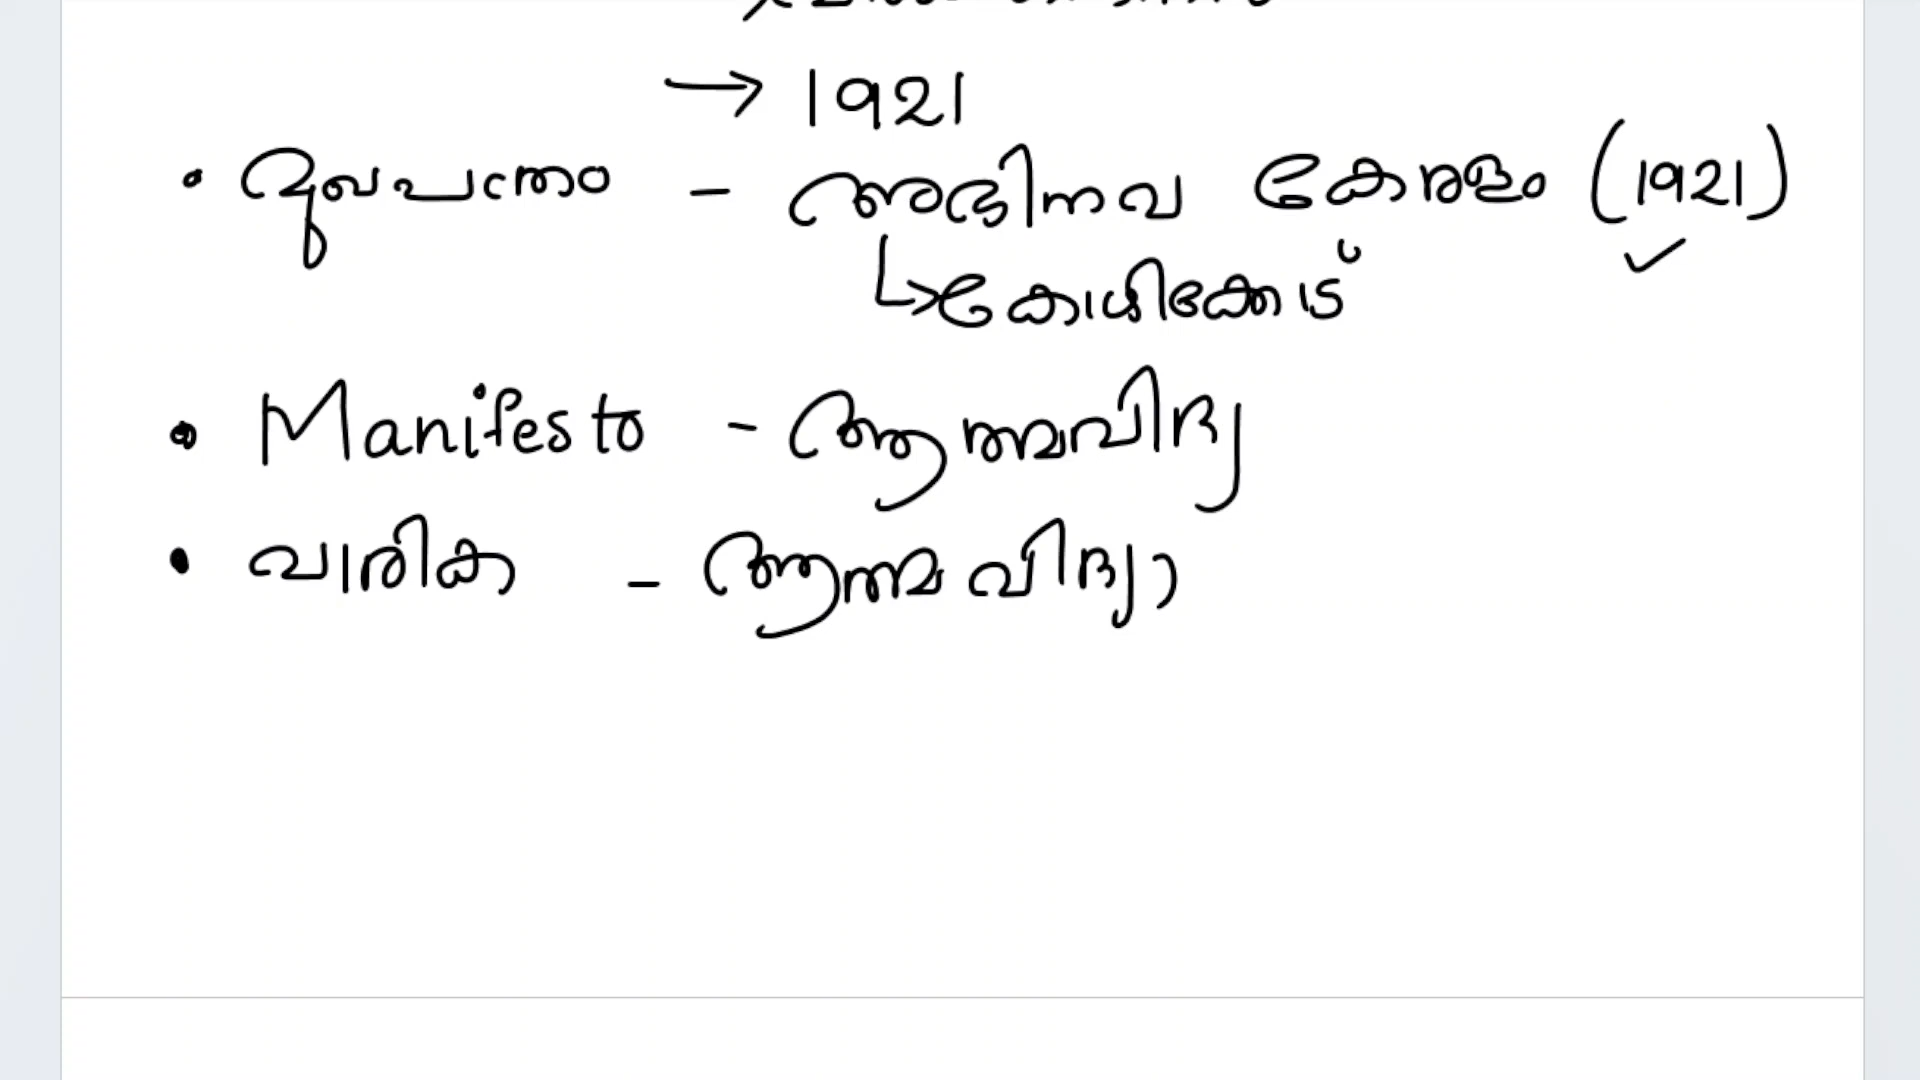 → 1921
• മുഖപത്രം - അഭിനവ കേരളം (1921) ✓
↳ കോഴിക്കോട്
• Manifesto - ആത്മവിദ്യ
• വാരിക - ആത്മവിദ്യാ